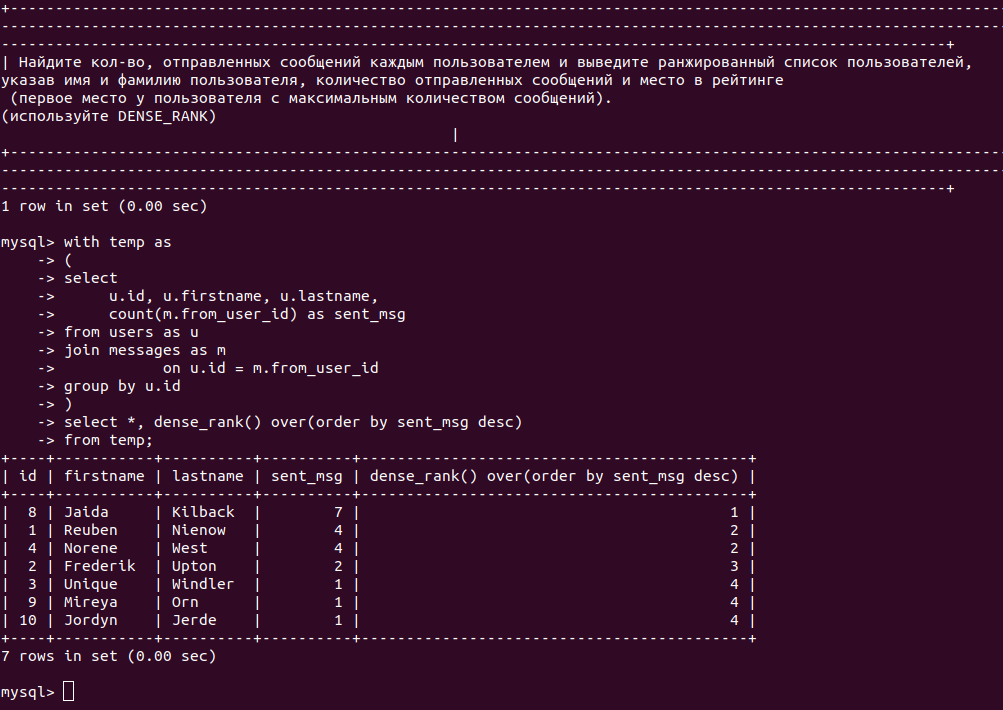 +--------------------------------------------------------------------------------------------------------------
---------------------------------------------------------------------------------------------------------------
---------------------------------------------------------------------------------------------------------+
| Найдите кол-во, отправленных сообщений каждым пользователем и выведите ранжированный список пользователей,
указав имя и фамилию пользователя, количество отправленных сообщений и место в рейтинге
 (первое место у пользователя с максимальным количеством сообщений).
(используйте DENSE_RANK)
                                                  |
+--------------------------------------------------------------------------------------------------------------
---------------------------------------------------------------------------------------------------------------
---------------------------------------------------------------------------------------------------------+
1 row in set (0.00 sec)

mysql> with temp as
    -> (
    -> select
    ->      u.id, u.firstname, u.lastname,
    ->      count(m.from_user_id) as sent_msg
    -> from users as u
    -> join messages as m
    ->            on u.id = m.from_user_id
    -> group by u.id
    -> )
    -> select *, dense_rank() over(order by sent_msg desc)
    -> from temp;
+----+-----------+----------+----------+-------------------------------------------+
| id | firstname | lastname | sent_msg | dense_rank() over(order by sent_msg desc) |
+----+-----------+----------+----------+-------------------------------------------+
|  8 | Jaida     | Kilback  |        7 |                                         1 |
|  1 | Reuben    | Nienow   |        4 |                                         2 |
|  4 | Norene    | West     |        4 |                                         2 |
|  2 | Frederik  | Upton    |        2 |                                         3 |
|  3 | Unique    | Windler  |        1 |                                         4 |
|  9 | Mireya    | Orn      |        1 |                                         4 |
| 10 | Jordyn    | Jerde    |        1 |                                         4 |
+----+-----------+----------+----------+-------------------------------------------+
7 rows in set (0.00 sec)

mysql>